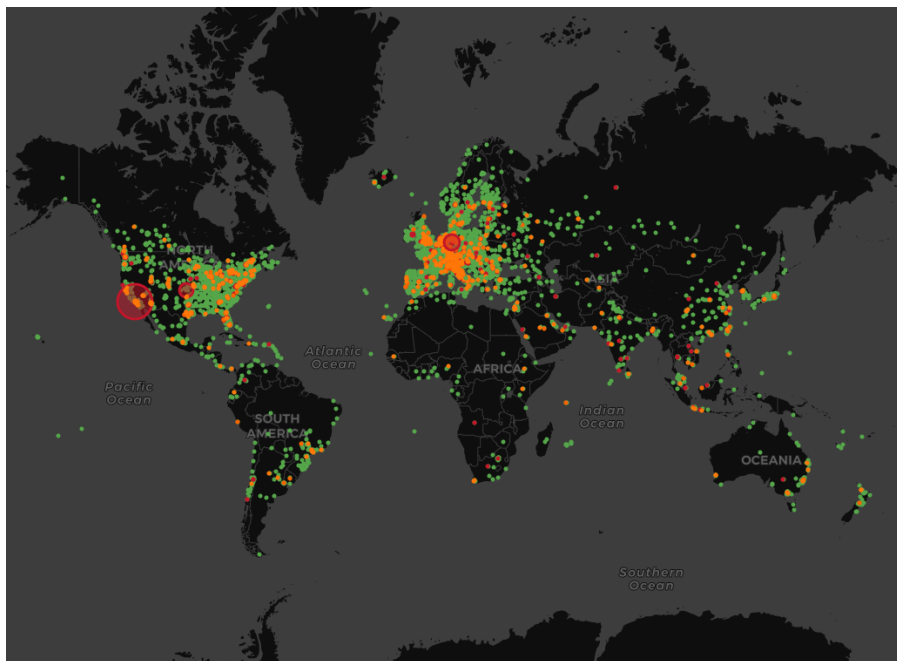 NORTH
AMERICA
ASIA
Atlantic
Ocean
AFRICA
Pacific
Ocean
Indian
Ocean
SOUTH
AMERICA
OCEANIA
Southern
Ocean